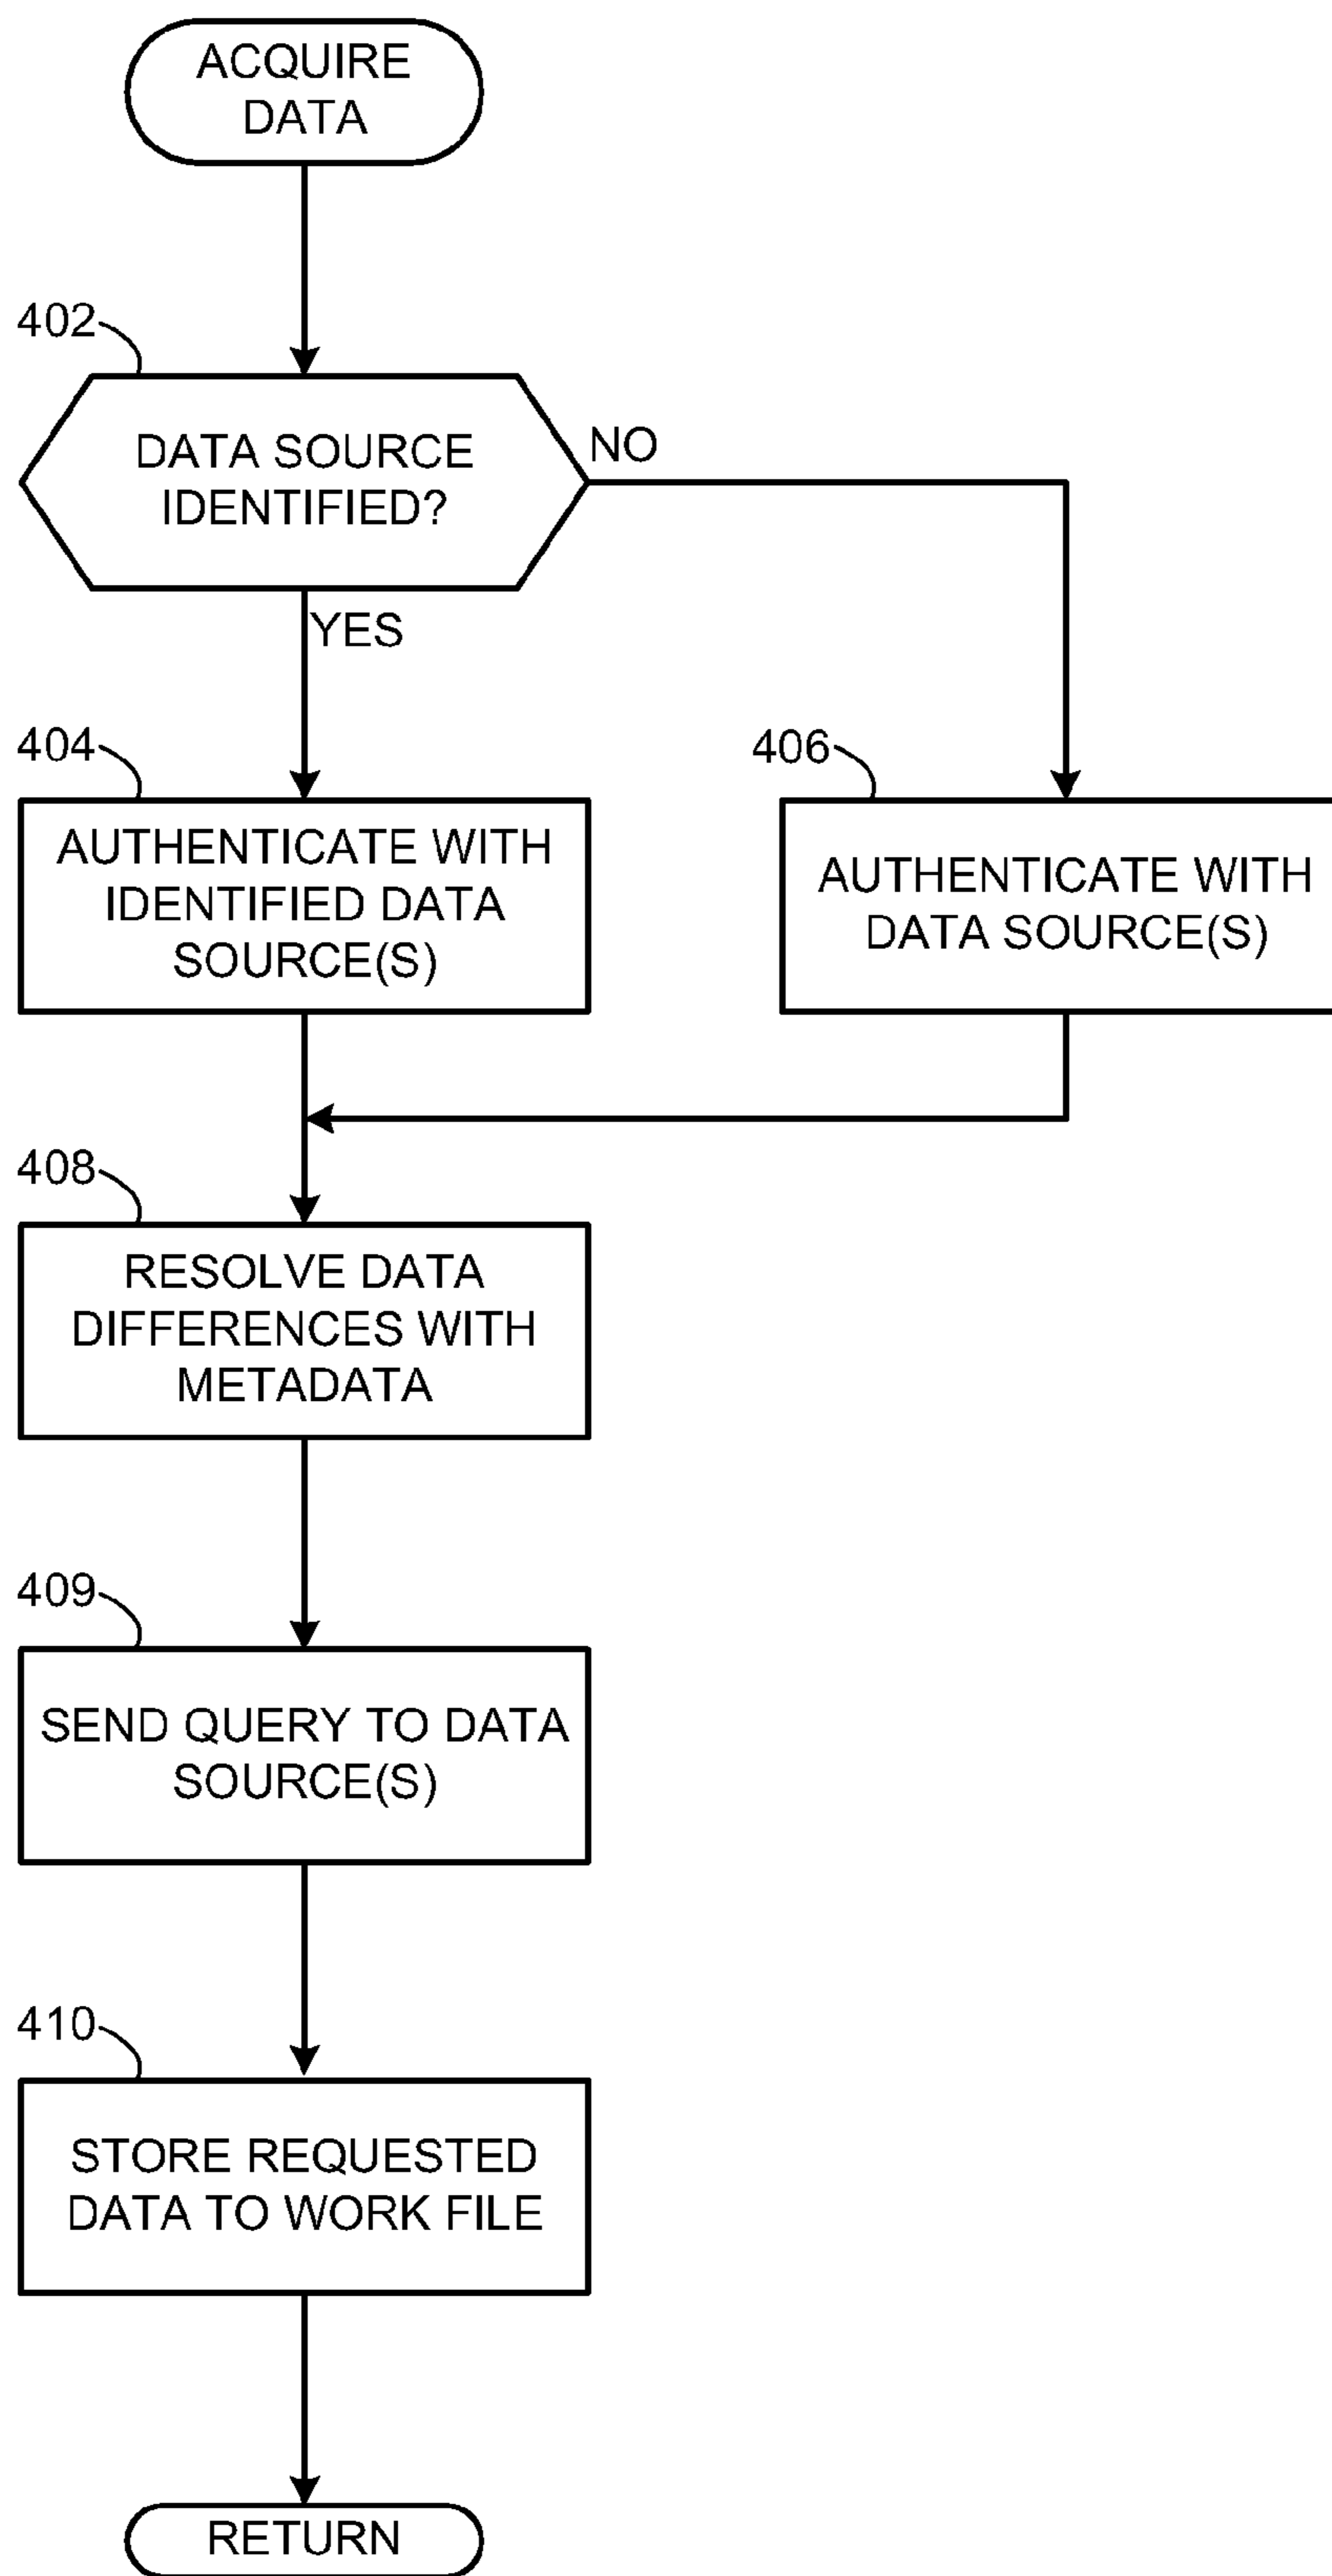 ACQUIRE
DATA
402
DATA SOURCE
IDENTIFIED?
NO
YES
404
AUTHENTICATE WITH
IDENTIFIED DATA
SOURCE(S)
406
AUTHENTICATE WITH
DATA SOURCE(S)
408
RESOLVE DATA
DIFFERENCES WITH
METADATA
409
SEND QUERY TO DATA
SOURCE(S)
410
STORE REQUESTED
DATA TO WORK FILE
RETURN